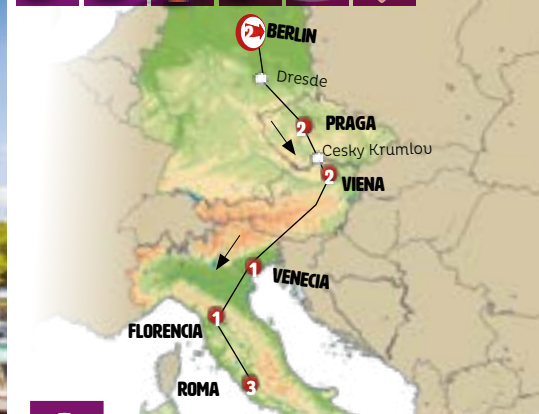 2 BERLIN
Dresde
2 PRAGA
Cesky Krumlov
2 VIENA
1 VENECIA
1 FLORENCIA
3 ROMA